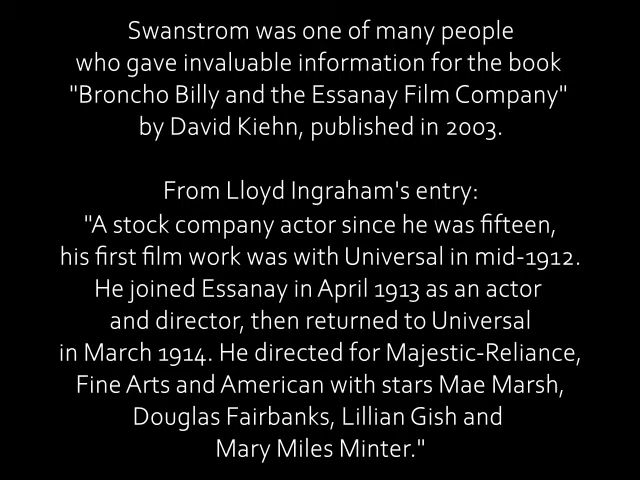 Swanstrom was one of many people
who gave invaluable information for the book
"Broncho Billy and the Essanay Film Company"
by David Kiehn, published in 2003.
From Lloyd Ingraham's entry:
"A stock company actor since he was fifteen,
his first film work was with Universal in mid-1912.
He joined Essanay in April 1913 as an actor
and director, then returned to Universal
in March 1914. He directed for Majestic-Reliance,
Fine Arts and American with stars Mae Marsh,
Douglas Fairbanks, Lillian Gish and
Mary Miles Minter."